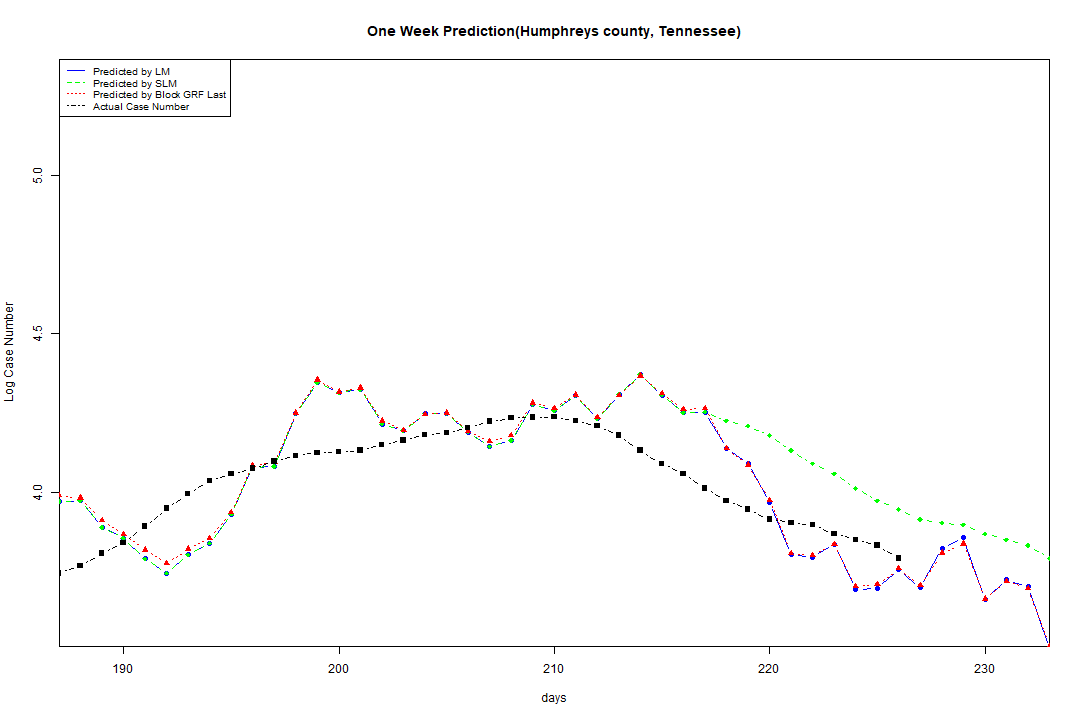 One Week Prediction(Humphreys county, Tennessee)
Predicted by LM
Predicted by SLM
Predicted by Block GRF Last
Actual Case Number
5.0
4.5
4.0
Log Case Number
190 200 210 220 230
days